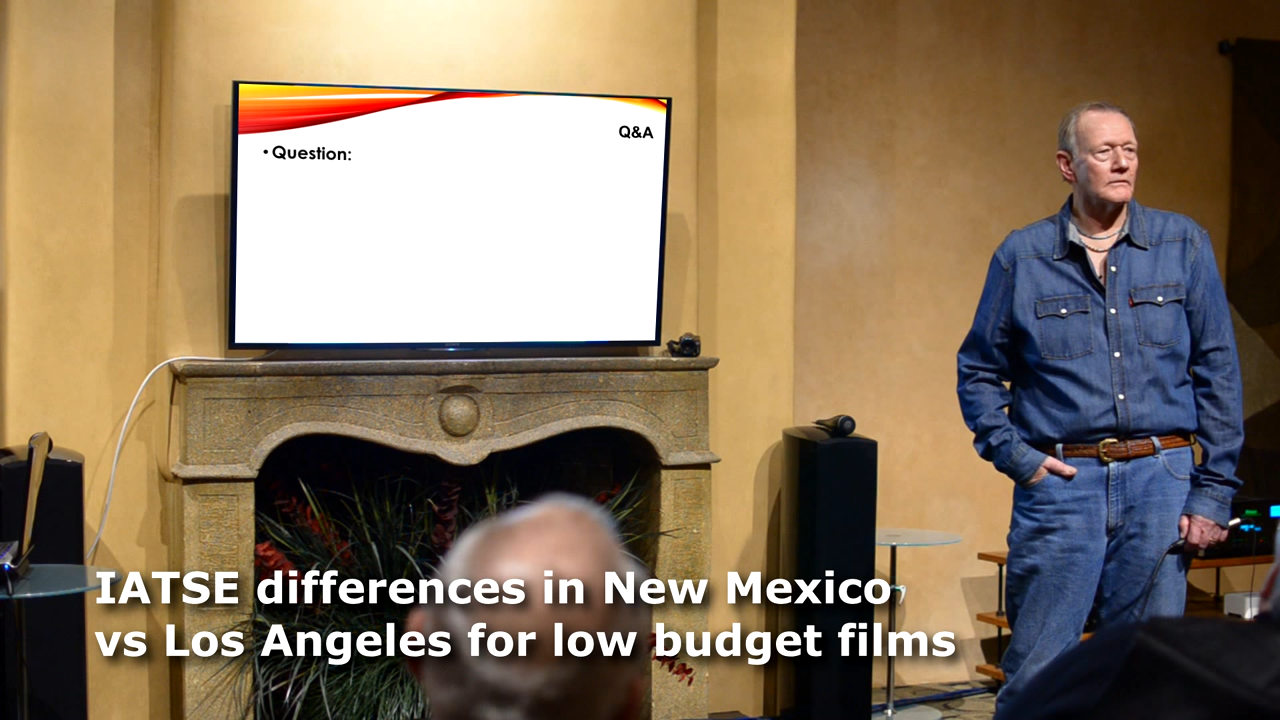 Q&A
• Question:
IATSE differences in New Mexico
vs Los Angeles for low budget films